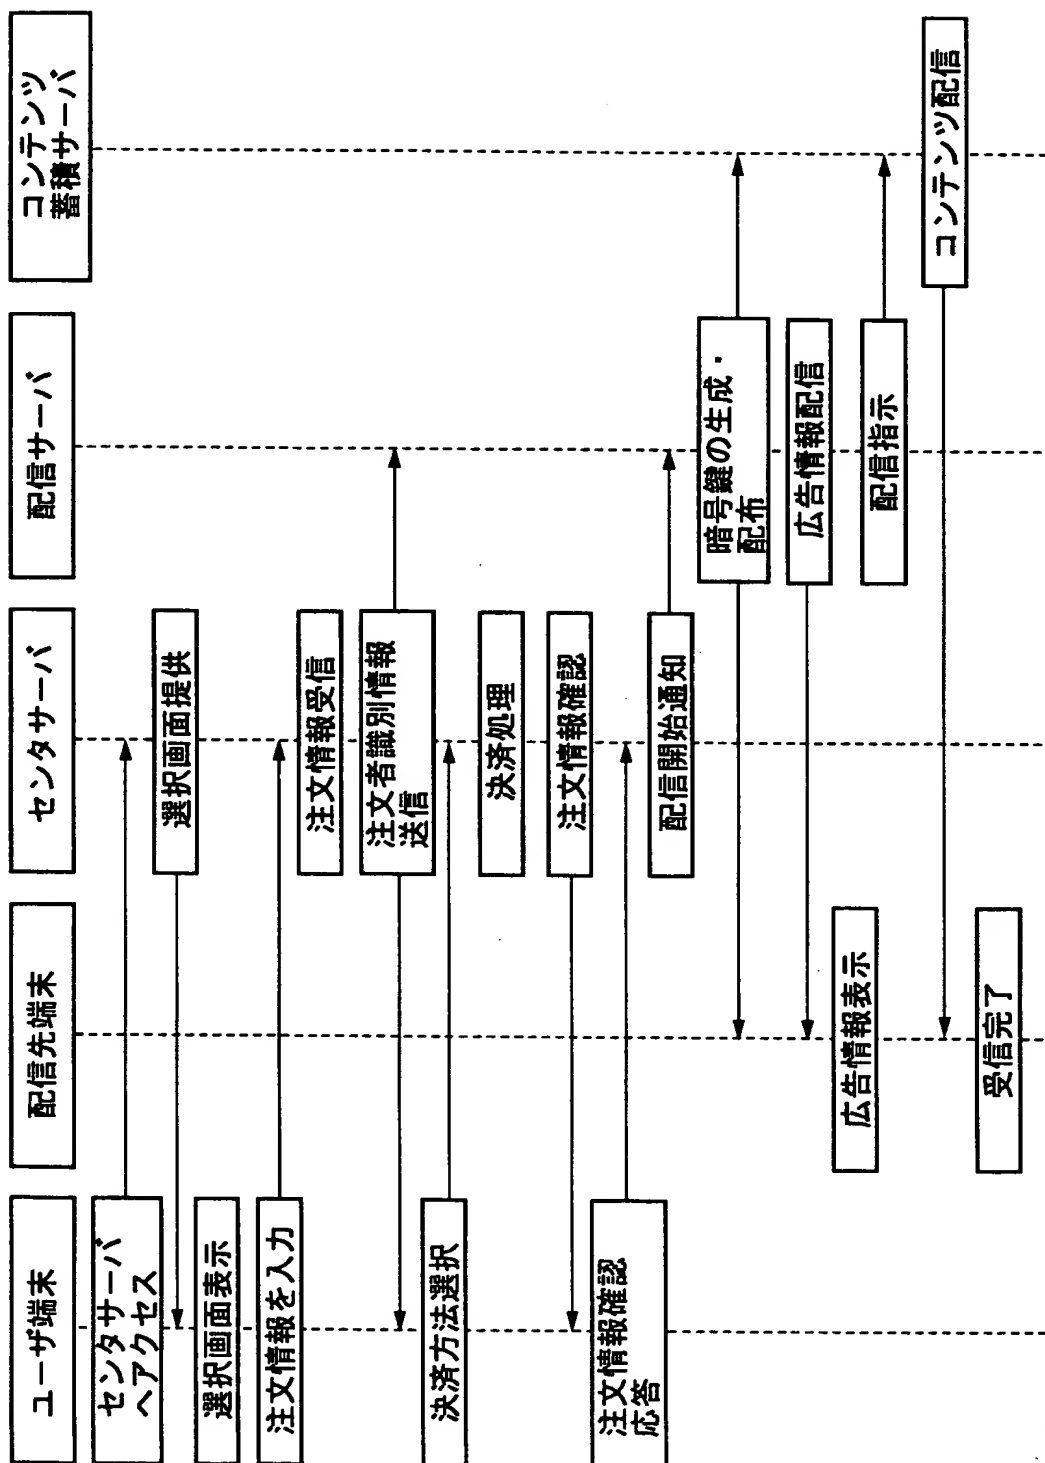 ユーザ端末
配信先端末
センタサーバ
配信サーバ
コンテンツ
蓄積サーバ
センタサーバ
へアクセス
選択画面提供
選択画面表示
注文情報を入力
注文情報受信
注文者識別情報
送信
決済方法選択
決済処理
注文情報確認
注文情報確認
応答
配信開始通知
暗号鍵の生成・
配布
広告情報配信
広告情報表示
配信指示
コンテンツ配信
受信完了